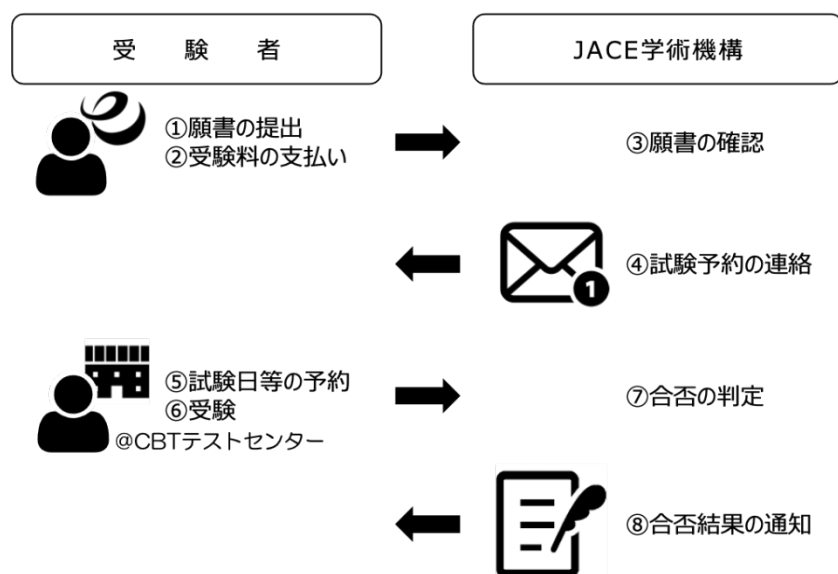 受　験　者
JACE学術機構
①願書の提出
②受験料の支払い
③願書の確認
④試験予約の連絡
1
⑤試験日等の予約
⑥受験
@CBTテストセンター
⑦合否の判定
⑧合否結果の通知